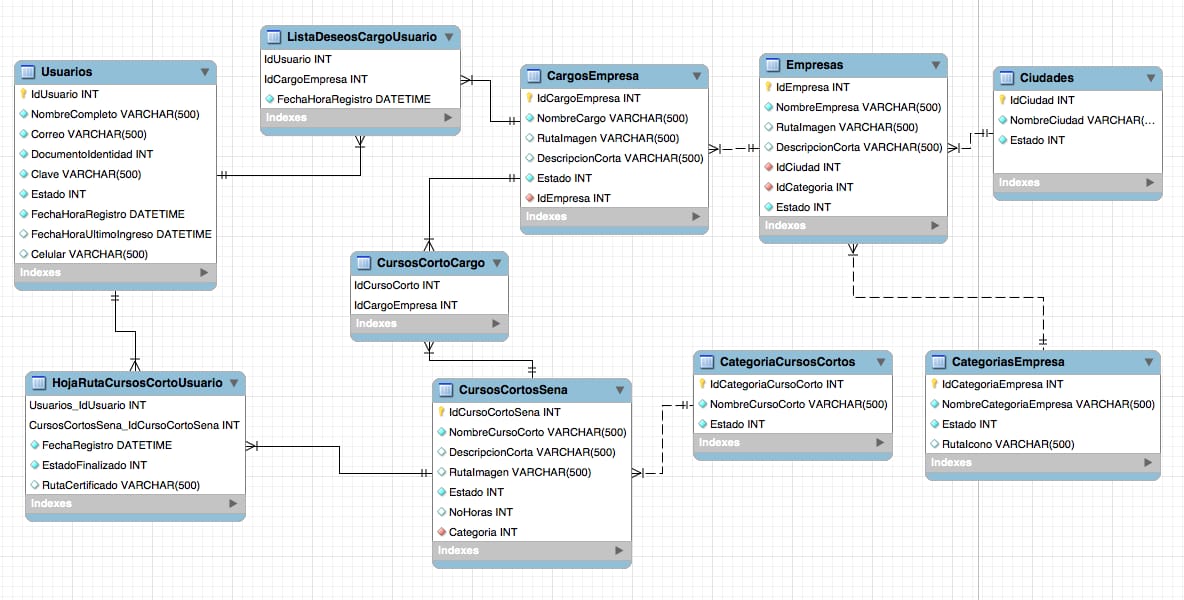 ListaDeseosCargoUsuario
IdUsuario INT
IdCargoEmpresa INT
FechaHoraRegistro DATETIME
Indexes
Usuarios
IdUsuario INT
NombreCompleto VARCHAR(500)
Correo VARCHAR(500)
DocumentoIdentidad INT
Clave VARCHAR(500)
Estado INT
FechaHoraRegistro DATETIME
FechaHoraUltimoIngreso DATETIME
Celular VARCHAR(500)
Indexes
CargosEmpresa
IdCargoEmpresa INT
NombreCargo VARCHAR(500)
RutaImagen VARCHAR(500)
DescripcionCorta VARCHAR(500)
Estado INT
IdEmpresa INT
Indexes
Empresas
IdEmpresa INT
NombreEmpresa VARCHAR(500)
RutaImagen VARCHAR(500)
DescripcionCorta VARCHAR(500)
IdCiudad INT
IdCategoria INT
Estado INT
Indexes
Ciudades
IdCiudad INT
NombreCiudad VARCHAR(...
Estado INT
Indexes
CursosCortoCargo
IdCursoCorto INT
IdCargoEmpresa INT
Indexes
HojaRutaCursosCortoUsuario
Usuarios_IdUsuario INT
CursosCortosSena_IdCursoCortoSena INT
FechaRegistro DATETIME
EstadoFinalizado INT
RutaCertificado VARCHAR(500)
Indexes
CursosCortosSena
IdCursoCortoSena INT
NombreCursoCorto VARCHAR(500)
DescripcionCorta VARCHAR(500)
RutaImagen VARCHAR(500)
Estado INT
NoHoras INT
Categoria INT
Indexes
CategoriaCursosCortos
IdCategoriaCursoCorto INT
NombreCursoCorto VARCHAR(500)
Estado INT
Indexes
CategoriasEmpresa
IdCategoriaEmpresa INT
NombreCategoriaEmpresa VARCHAR(500)
Estado INT
RutaIcono VARCHAR(500)
Indexes